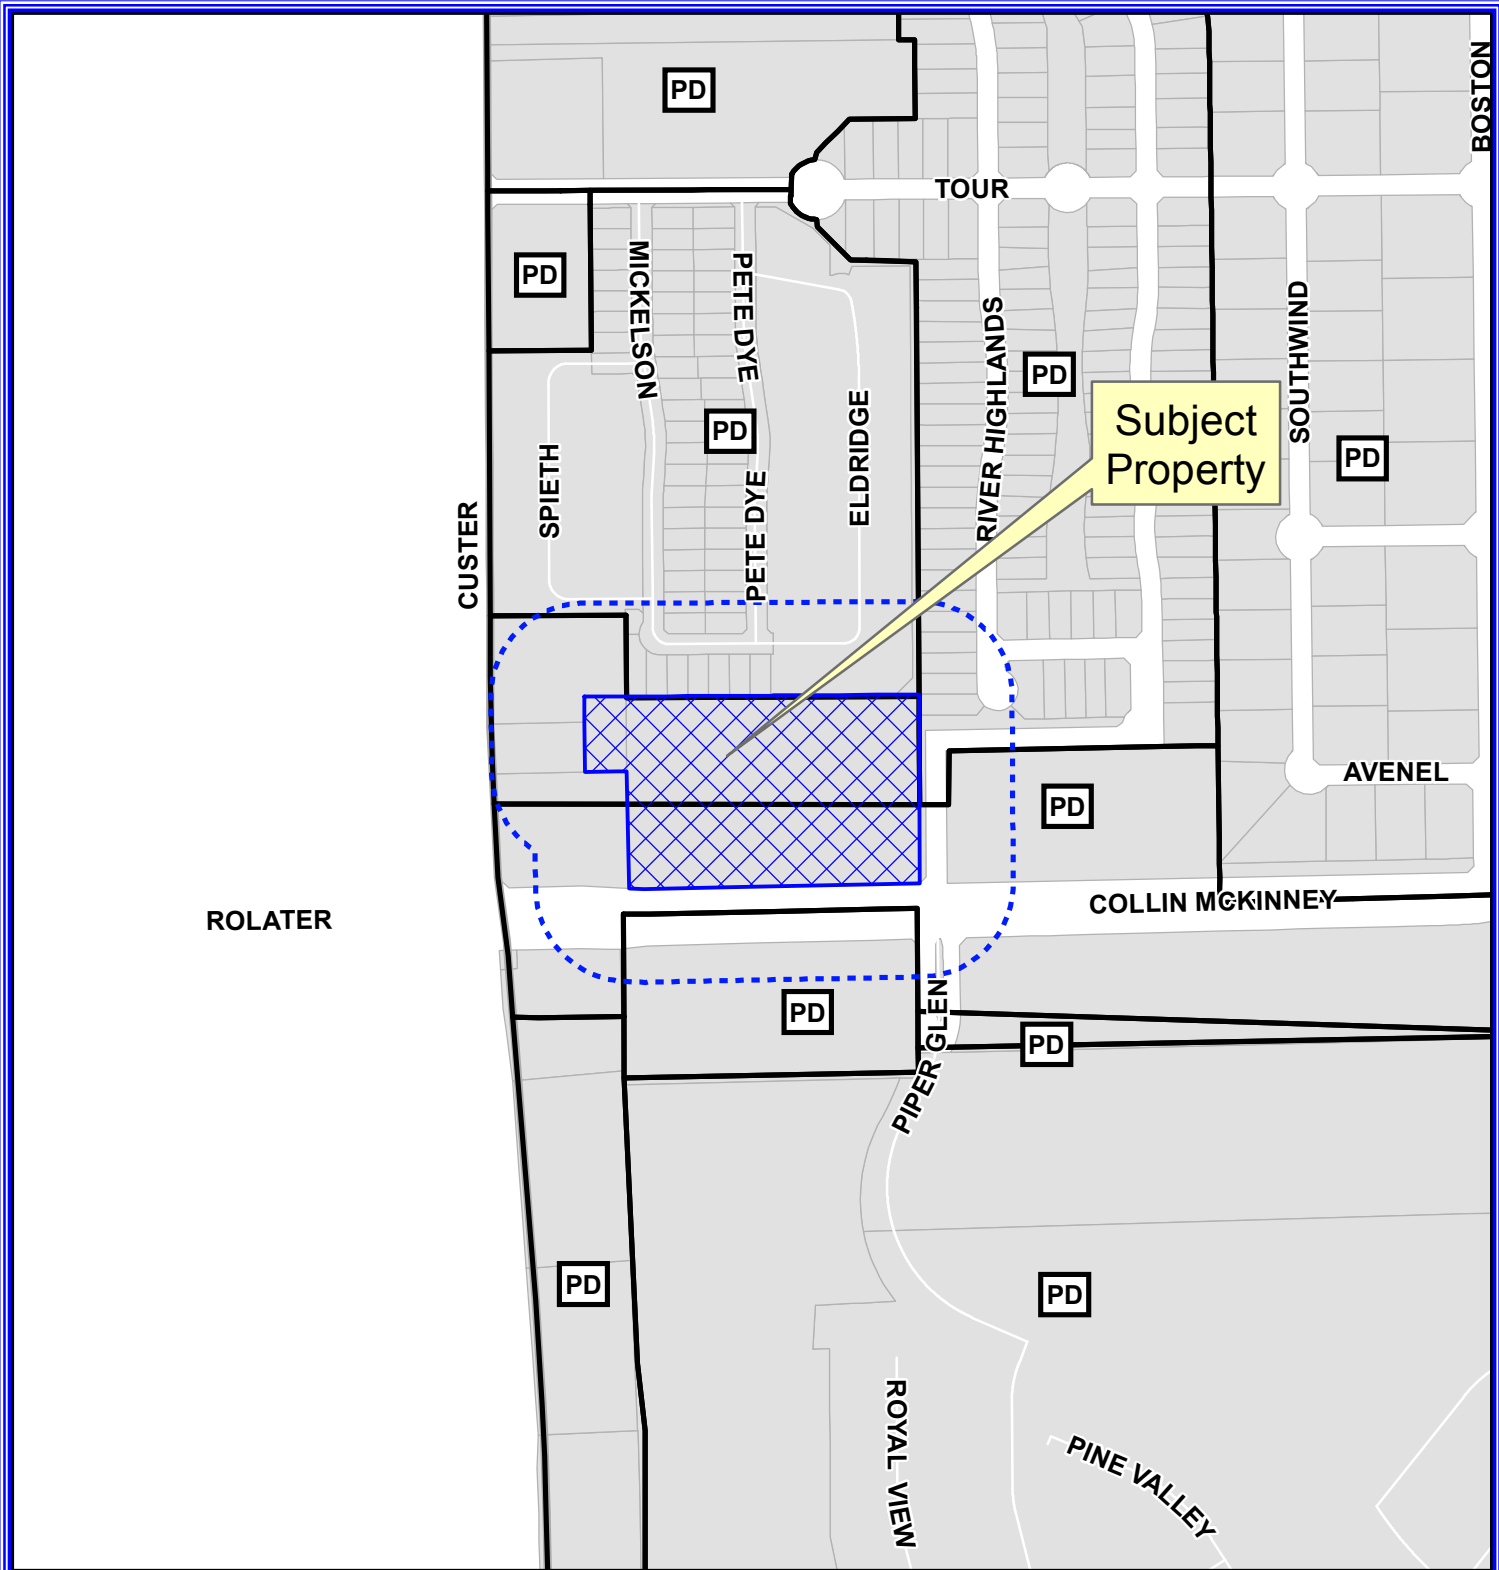 BOSTON
PD
TOUR
PD
MICKELSON
PETE DYE
RIVER HIGHLANDS
SOUTHWIND
PD
Subject
Property
PD
ELDRIDGE
SPIETH
PD
PETE DYE
CUSTER
AVENEL
PD
COLLIN MCKINNEY
ROLATER
PD
PIPER GLEN
PD
PD
PD
ROYAL VIEW
PINE VALLEY